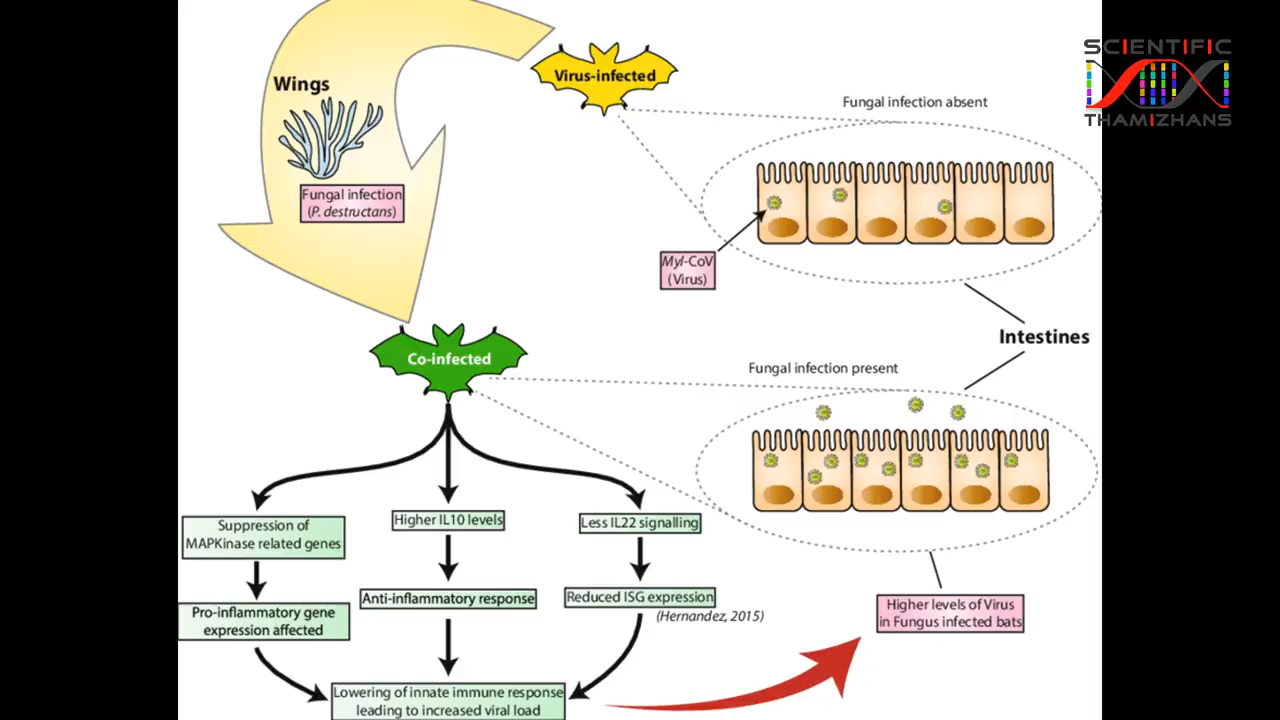 SCIENTIFIC
THAMIZHANS
Virus-infected
Wings
Fungal infection
(P. destructans)
Fungal infection absent
Myl-CoV
(Virus)
Intestines
Co-infected
Fungal infection present
Suppression of
MAPKinase related genes
Higher IL10 levels
Less IL22 signalling
Pro-inflammatory gene
expression affected
Anti-inflammatory response
Reduced ISG expression
(Hernandez, 2015)
Higher levels of Virus
in Fungus infected bats
Lowering of innate immune response
leading to increased viral load